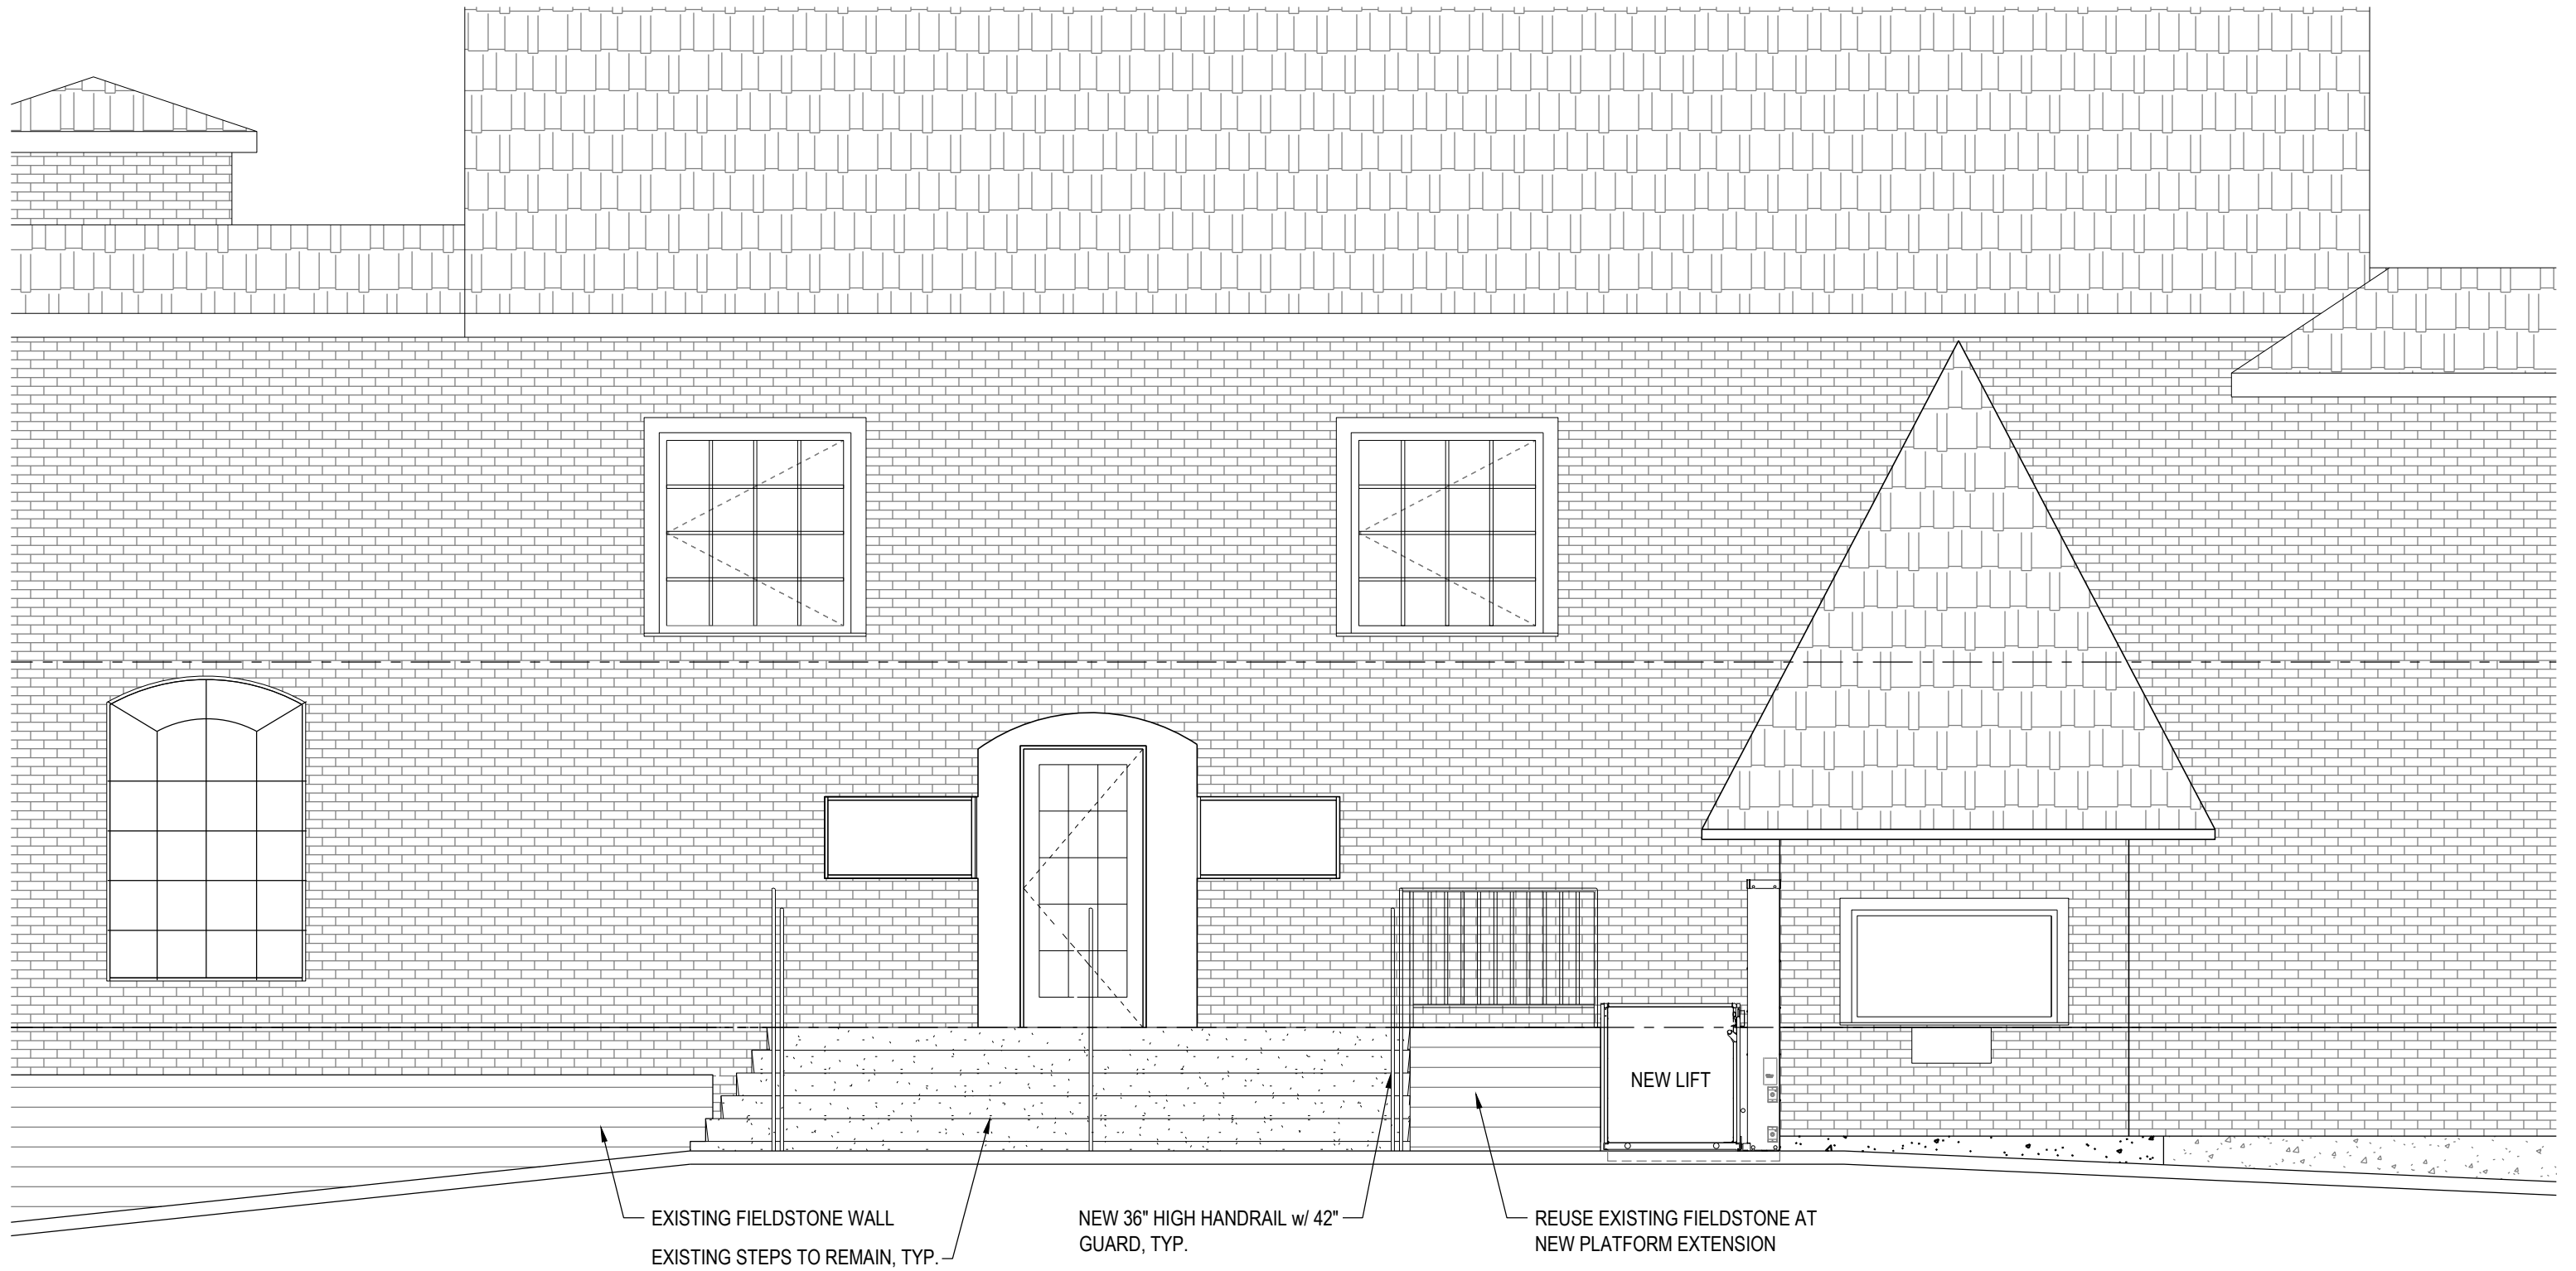 NEW LIFT
EXISTING FIELDSTONE WALL
EXISTING STEPS TO REMAIN, TYP.
NEW 36" HIGH HANDRAIL w/ 42"
GUARD, TYP.
REUSE EXISTING FIELDSTONE AT
NEW PLATFORM EXTENSION